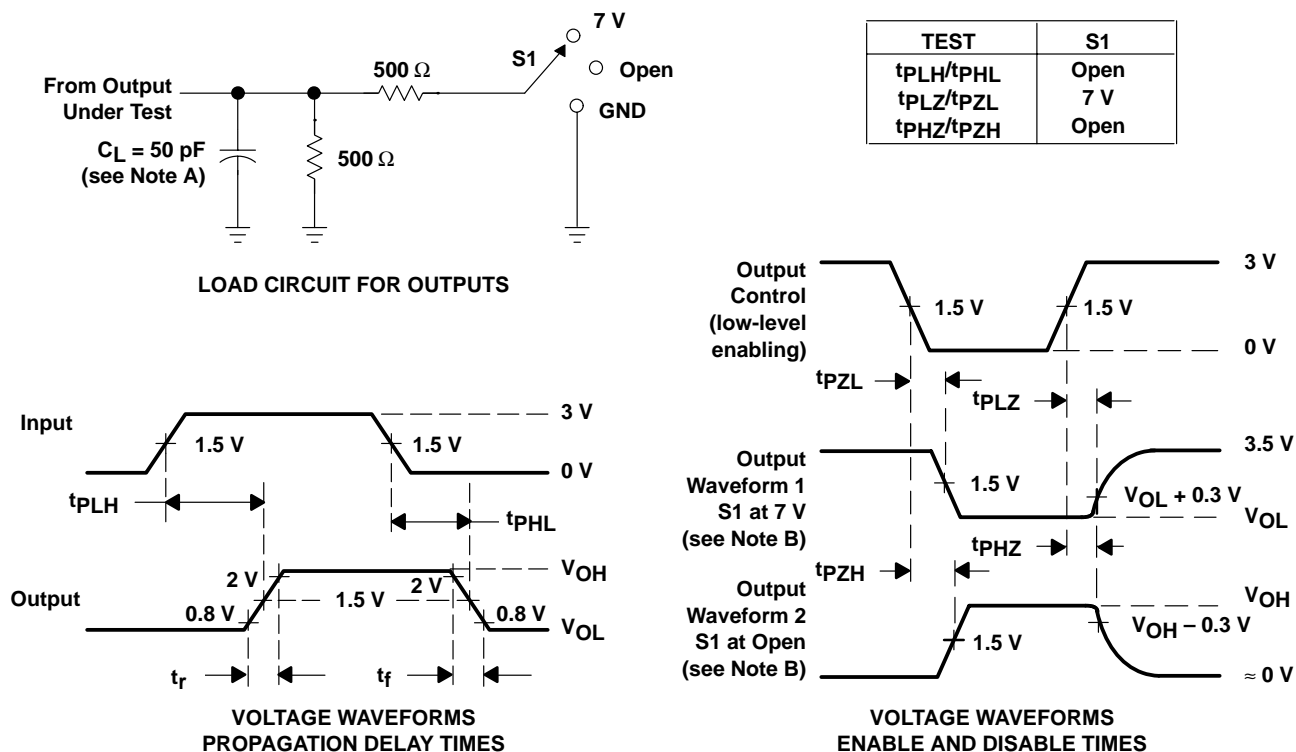 7 V
S1
Open
GND
500 Ω
From Output
Under Test
CL = 50 pF
(see Note A)
500 Ω
LOAD CIRCUIT FOR OUTPUTS
TEST S1
tPLH/tPHL Open
tPLZ/tPZL 7 V
tPHZ/tPZH Open
Input
3 V
1.5 V
1.5 V
0 V
tPLH
tPHL
Output
VOH
2 V
2 V
1.5 V
0.8 V
0.8 V
VOL
tr
tf
VOLTAGE WAVEFORMS
PROPAGATION DELAY TIMES
Output
Control
(low-level
enabling)
3 V
1.5 V
1.5 V
0 V
tPZL
tPLZ
Output
Waveform 1
S1 at 7 V
(see Note B)
3.5 V
1.5 V
VOL + 0.3 V
VOL
tPHZ
tPZH
Output
Waveform 2
S1 at Open
(see Note B)
VOH
1.5 V
VOH – 0.3 V
≈ 0 V
VOLTAGE WAVEFORMS
ENABLE AND DISABLE TIMES